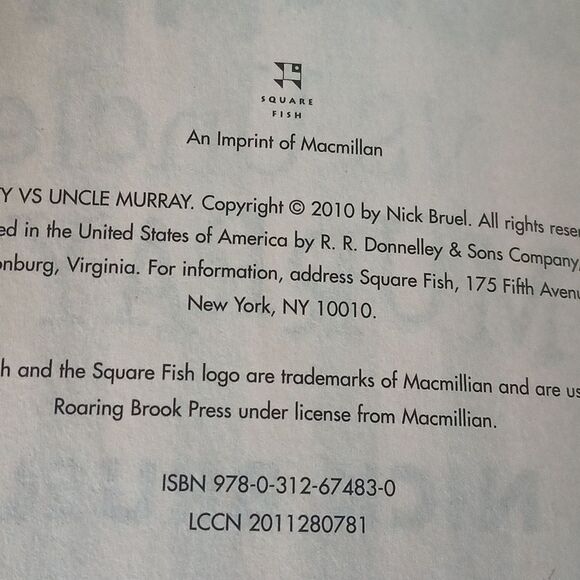 SQUARE
FISH
An Imprint of Macmillan
Y VS UNCLE MURRAY. Copyright © 2010 by Nick Bruel. All rights reser
ed in the United States of America by R. R. Donnelley & Sons Company,
onburg, Virginia. For information, address Square Fish, 175 Fifth Avenu
New York, NY 10010.
h and the Square Fish logo are trademarks of Macmillian and are us
Roaring Brook Press under license from Macmillian.
ISBN 978-0-312-67483-0
LCCN 2011280781